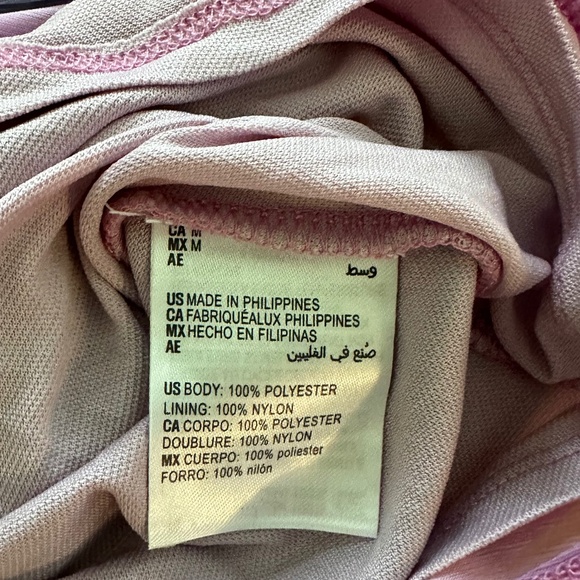 CA M
MX M
AE
وسط
US MADE IN PHILIPPINES
CA FABRIQUÉALUX PHILIPPINES
MX HECHO EN FILIPINAS
AE صُنع في الفلبين
US BODY: 100% POLYESTER
LINING: 100% NYLON
CA CORPO: 100% POLYESTER
DOUBLURE: 100% NYLON
MX CUERPO: 100% poliester
FORRO: 100% nilón